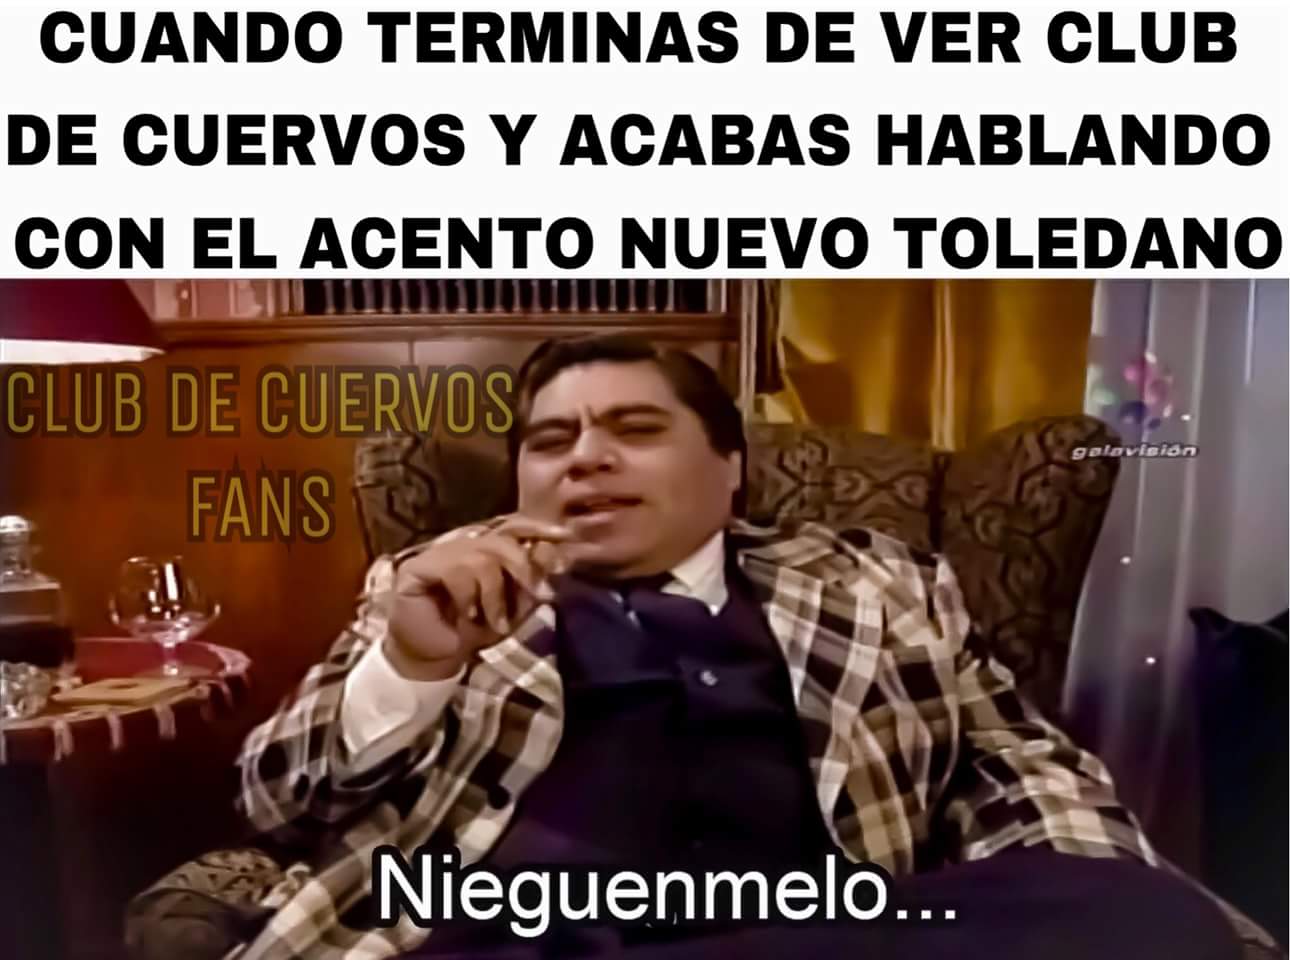 CUANDO TERMINAS DE VER CLUB
DE CUERVOS Y ACABAS HABLANDO
CON EL ACENTO NUEVO TOLEDANO
CLUB DE CUERVOS
FANS
galavisión
Nieguenmelo...